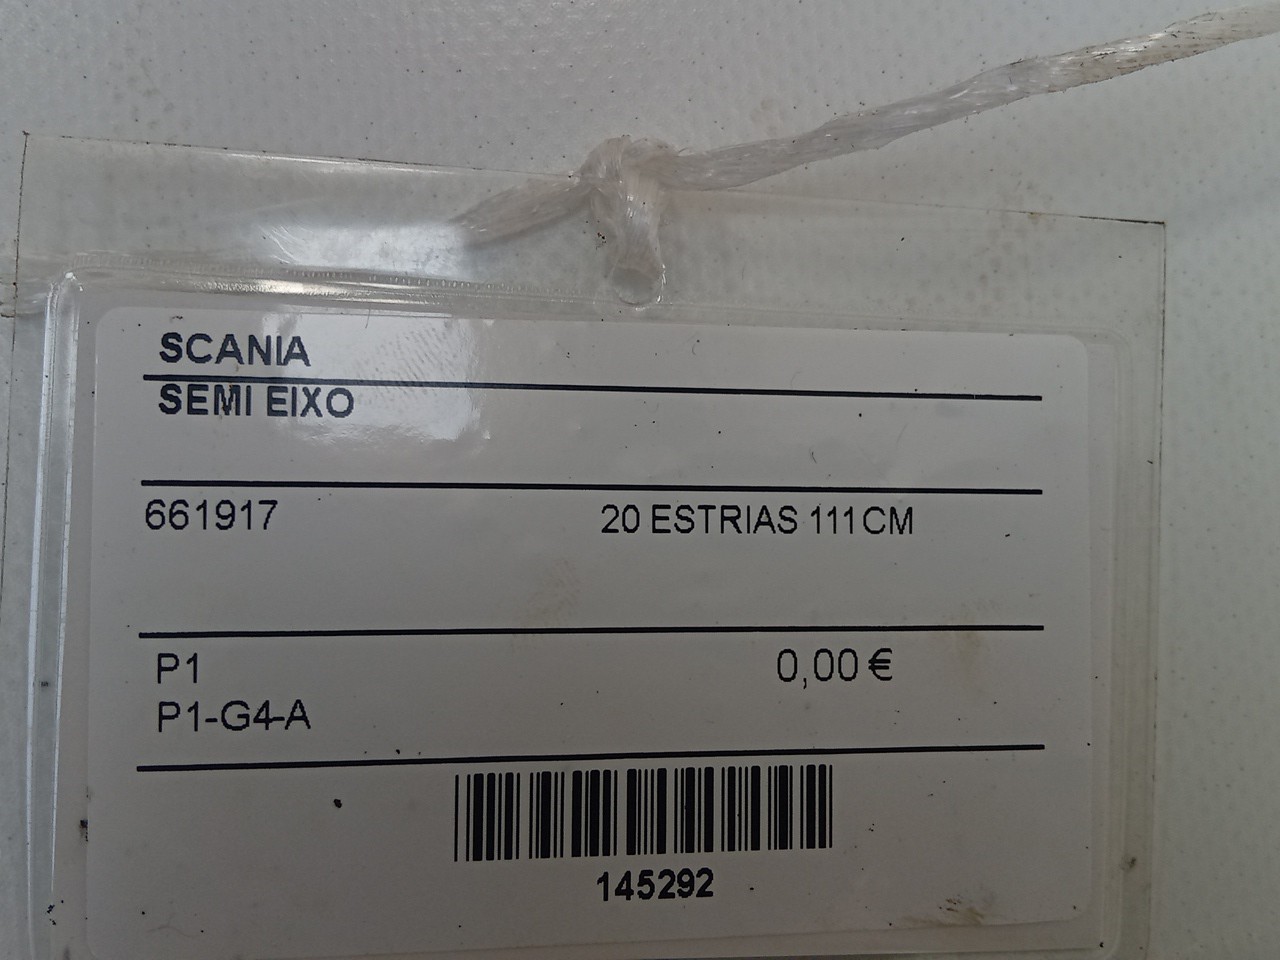 SCANIA
SEMI EIXO
661917 20 ESTRIAS 111CM
P1 0,00 €
P1-G4-A
145292